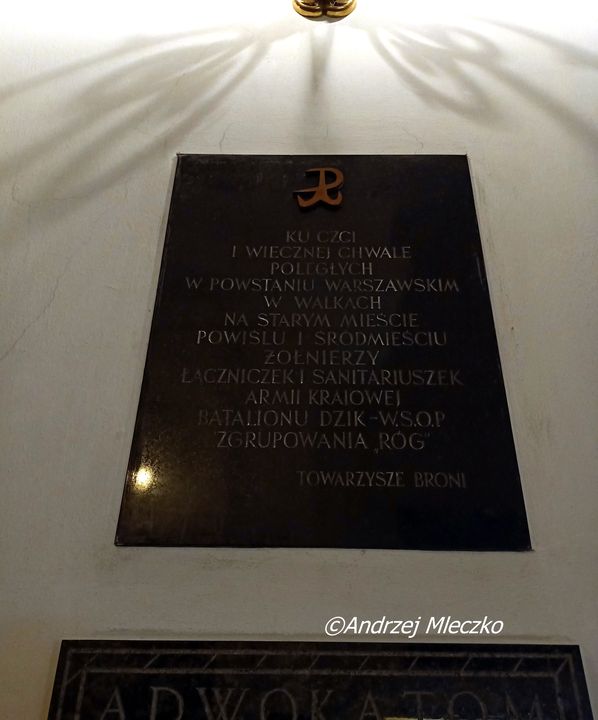 KU CZCI
I WIECZNEJ CHWALE
POLEGŁYCH
W POWSTANIU WARSZAWSKIM
W WALKACH
NA STARYM MIEŚCIE
POWIŚLU I ŚRÓDMIEŚCIU
ŻOŁNIERZY
ŁĄCZNICZEK I SANITARIUSZEK
ARMII KRAJOWEJ
BATALIONU DZIK-W.S.O.P
ZGRUPOWANIA „RÓG"
TOWARZYSZE BRONI
©Andrzej Mleczko
ADWOKATOM